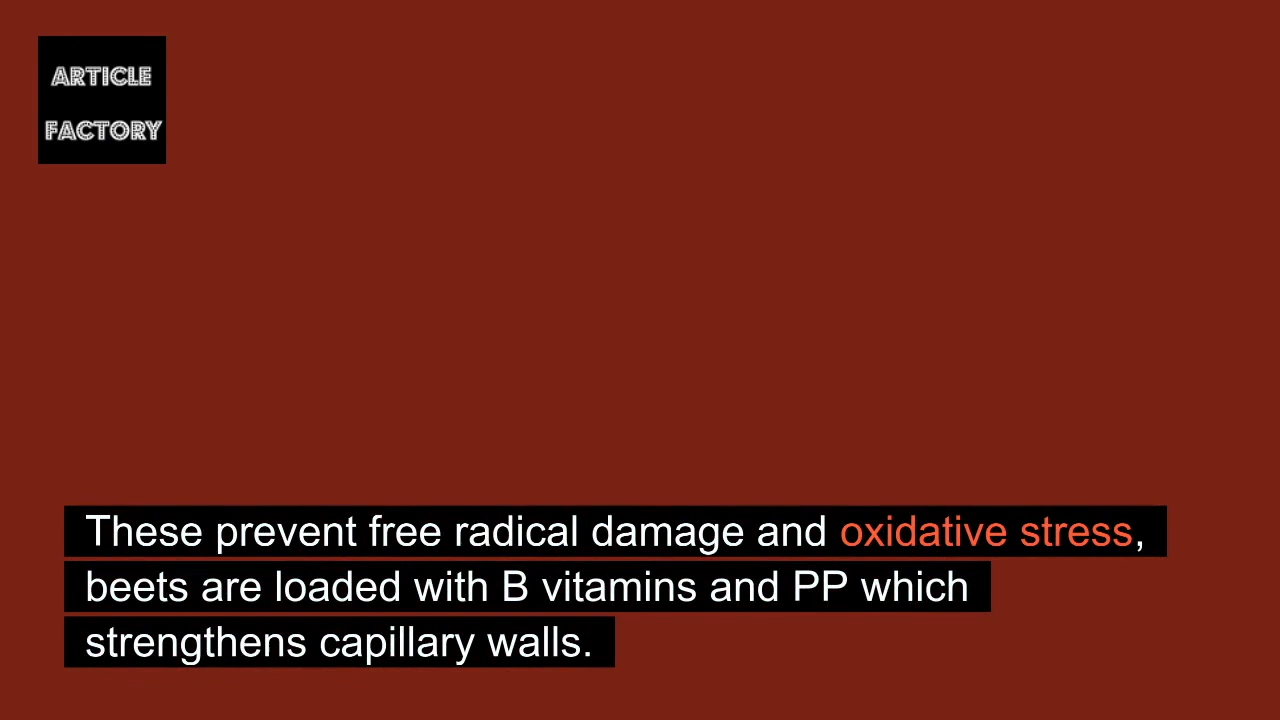 ARTICLE
FACTORY
These prevent free radical damage and oxidative stress,
beets are loaded with B vitamins and PP which
strengthens capillary walls.